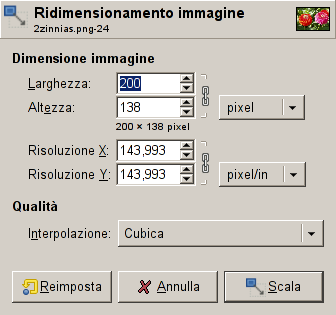 Ridimensionamento immagine
2zinnias.png-24
Dimensione immagine
Larghezza: 200
Altezza: 138 pixel
200 × 138 pixel
Risoluzione X: 143,993
Risoluzione Y: 143,993 pixel/in
Qualità
Interpolazione: Cubica
Reimposta Annulla Scala